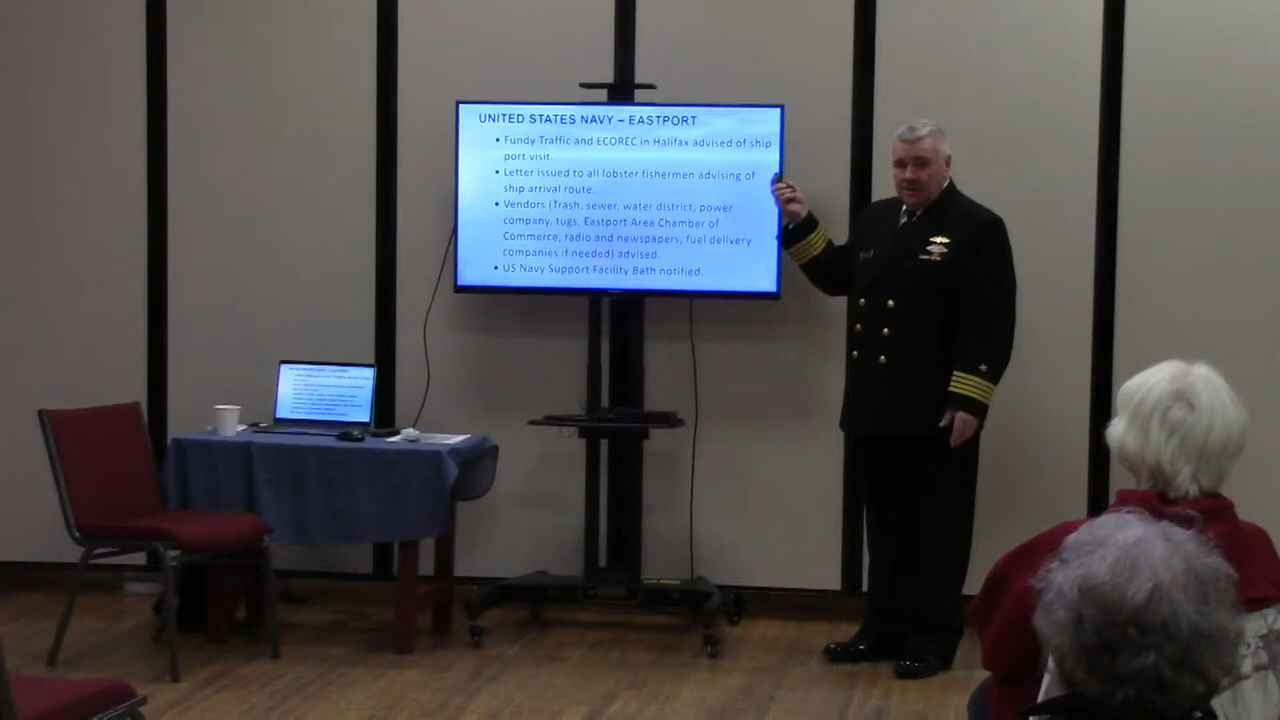 UNITED STATES NAVY – EASTPORT
• Fundy Traffic and ECOREC in Halifax advised of ship
port visit.
• Letter issued to all lobster fishermen advising of
ship arrival route.
• Vendors (Trash, sewer, water district, power
company, tugs, Eastport Area Chamber of
Commerce, radio and newspapers, fuel delivery
companies if needed) advised.
• US Navy Support Facility Bath notified.